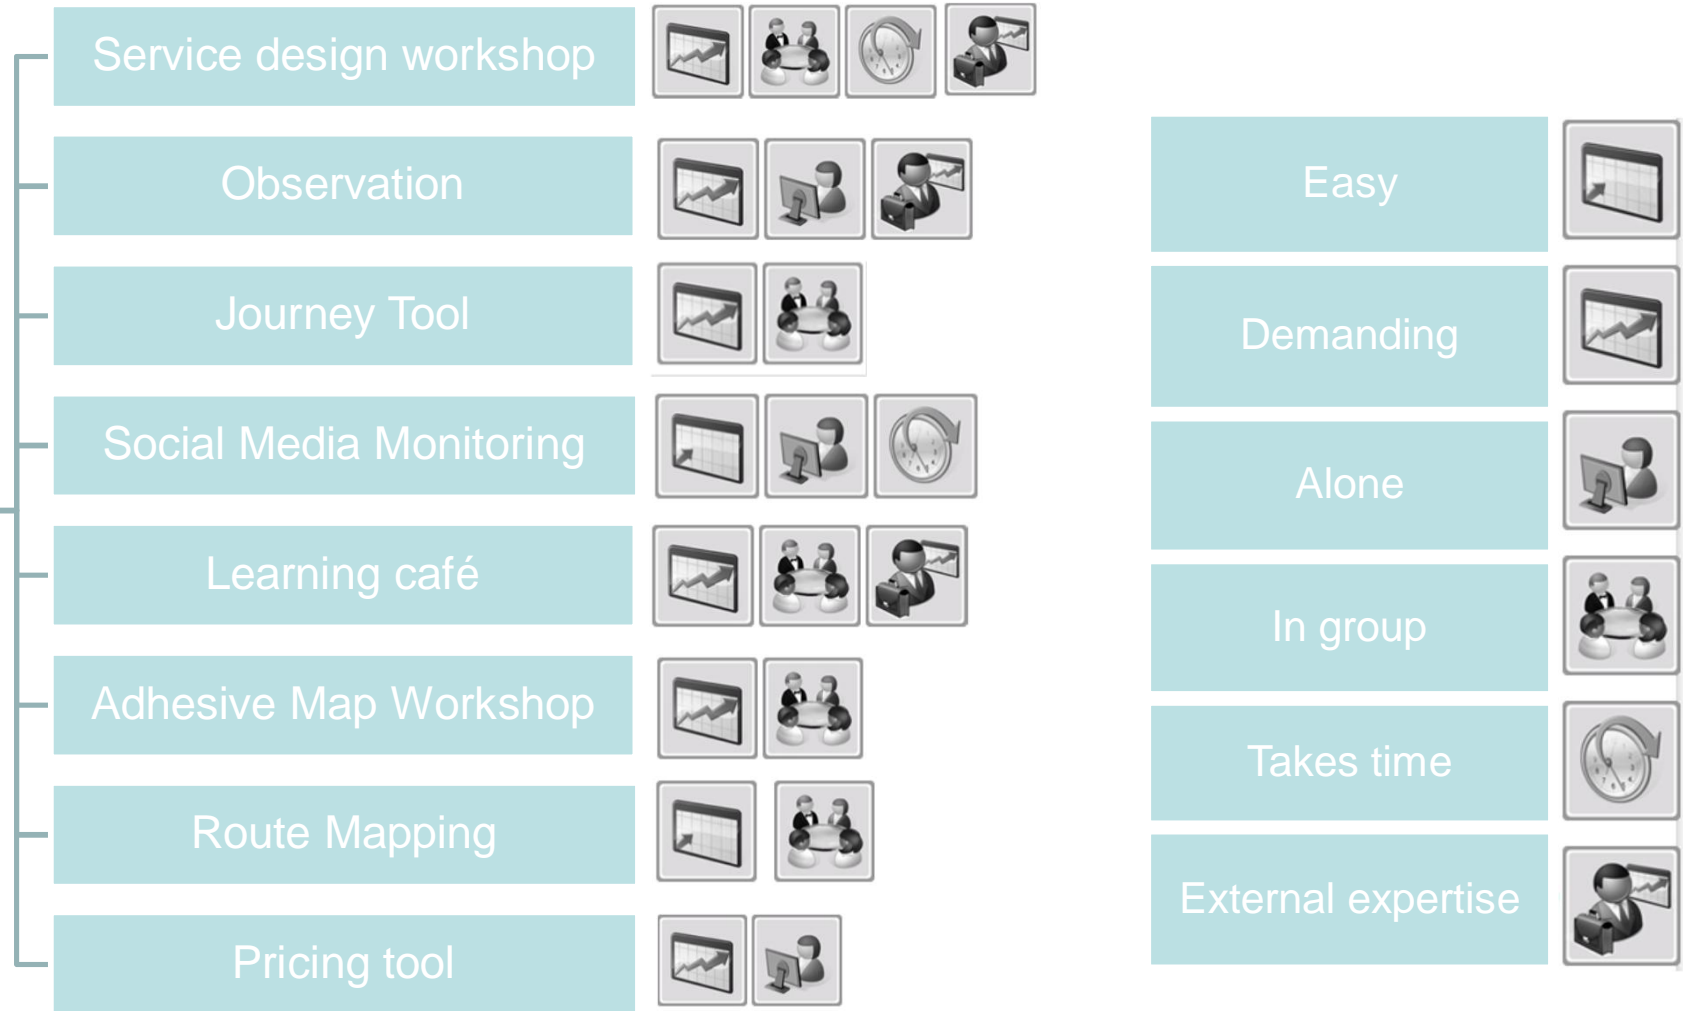 Service design workshop
Observation
Journey Tool
Social Media Monitoring
Learning café
Adhesive Map Workshop
Route Mapping
Pricing tool
Easy
Demanding
Alone
In group
Takes time
External expertise